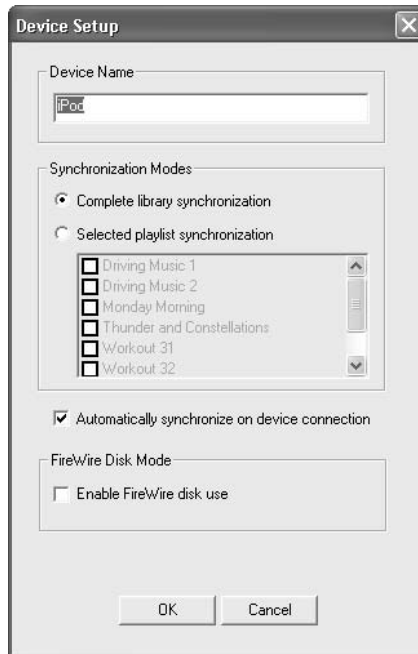 Device Setup
Device Name
iPod
Synchronization Modes
Complete library synchronization
Selected playlist synchronization
Driving Music 1
Driving Music 2
Monday Morning
Thunder and Constellations
Workout 31
Workout 32
Automatically synchronize on device connection
FireWire Disk Mode
Enable FireWire disk use
OK Cancel